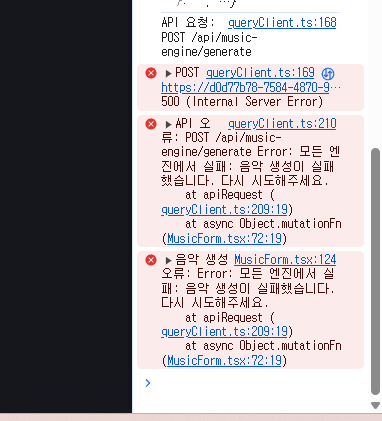 API 요청: queryClient.ts:168
POST /api/music-
engine/generate
POST queryClient.ts:169
https://d0d77b78-7584-4870-9…
500 (Internal Server Error)
API 오 queryClient.ts:210
류: POST /api/music-
engine/generate Error: 모든 엔
진에서 실패: 음악 생성이 실패
했습니다. 다시 시도해주세요.
at apiRequest (
queryClient.ts:209:19)
at async Object.mutationFn
(MusicForm.tsx:72:19)
음악 생성 MusicForm.tsx:124
오류: Error: 모든 엔진에서 실
패: 음악 생성이 실패했습니다.
다시 시도해주세요.
at apiRequest (
queryClient.ts:209:19)
at async Object.mutationFn
(MusicForm.tsx:72:19)